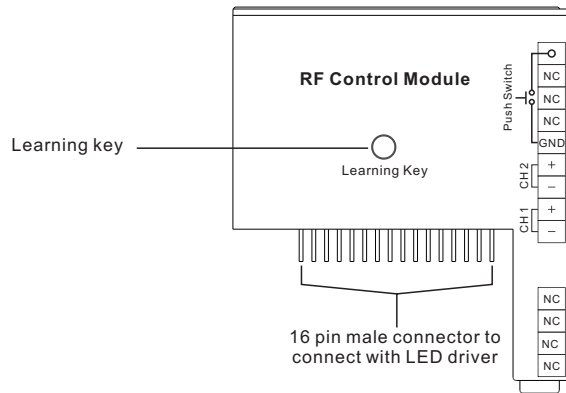 RF Control Module
Learning key
Learning Key
Push Switch
NC
NC
NC
GND
CH2
+
−
CH1
+
−
16 pin male connector to
connect with LED driver
NC
NC
NC
NC